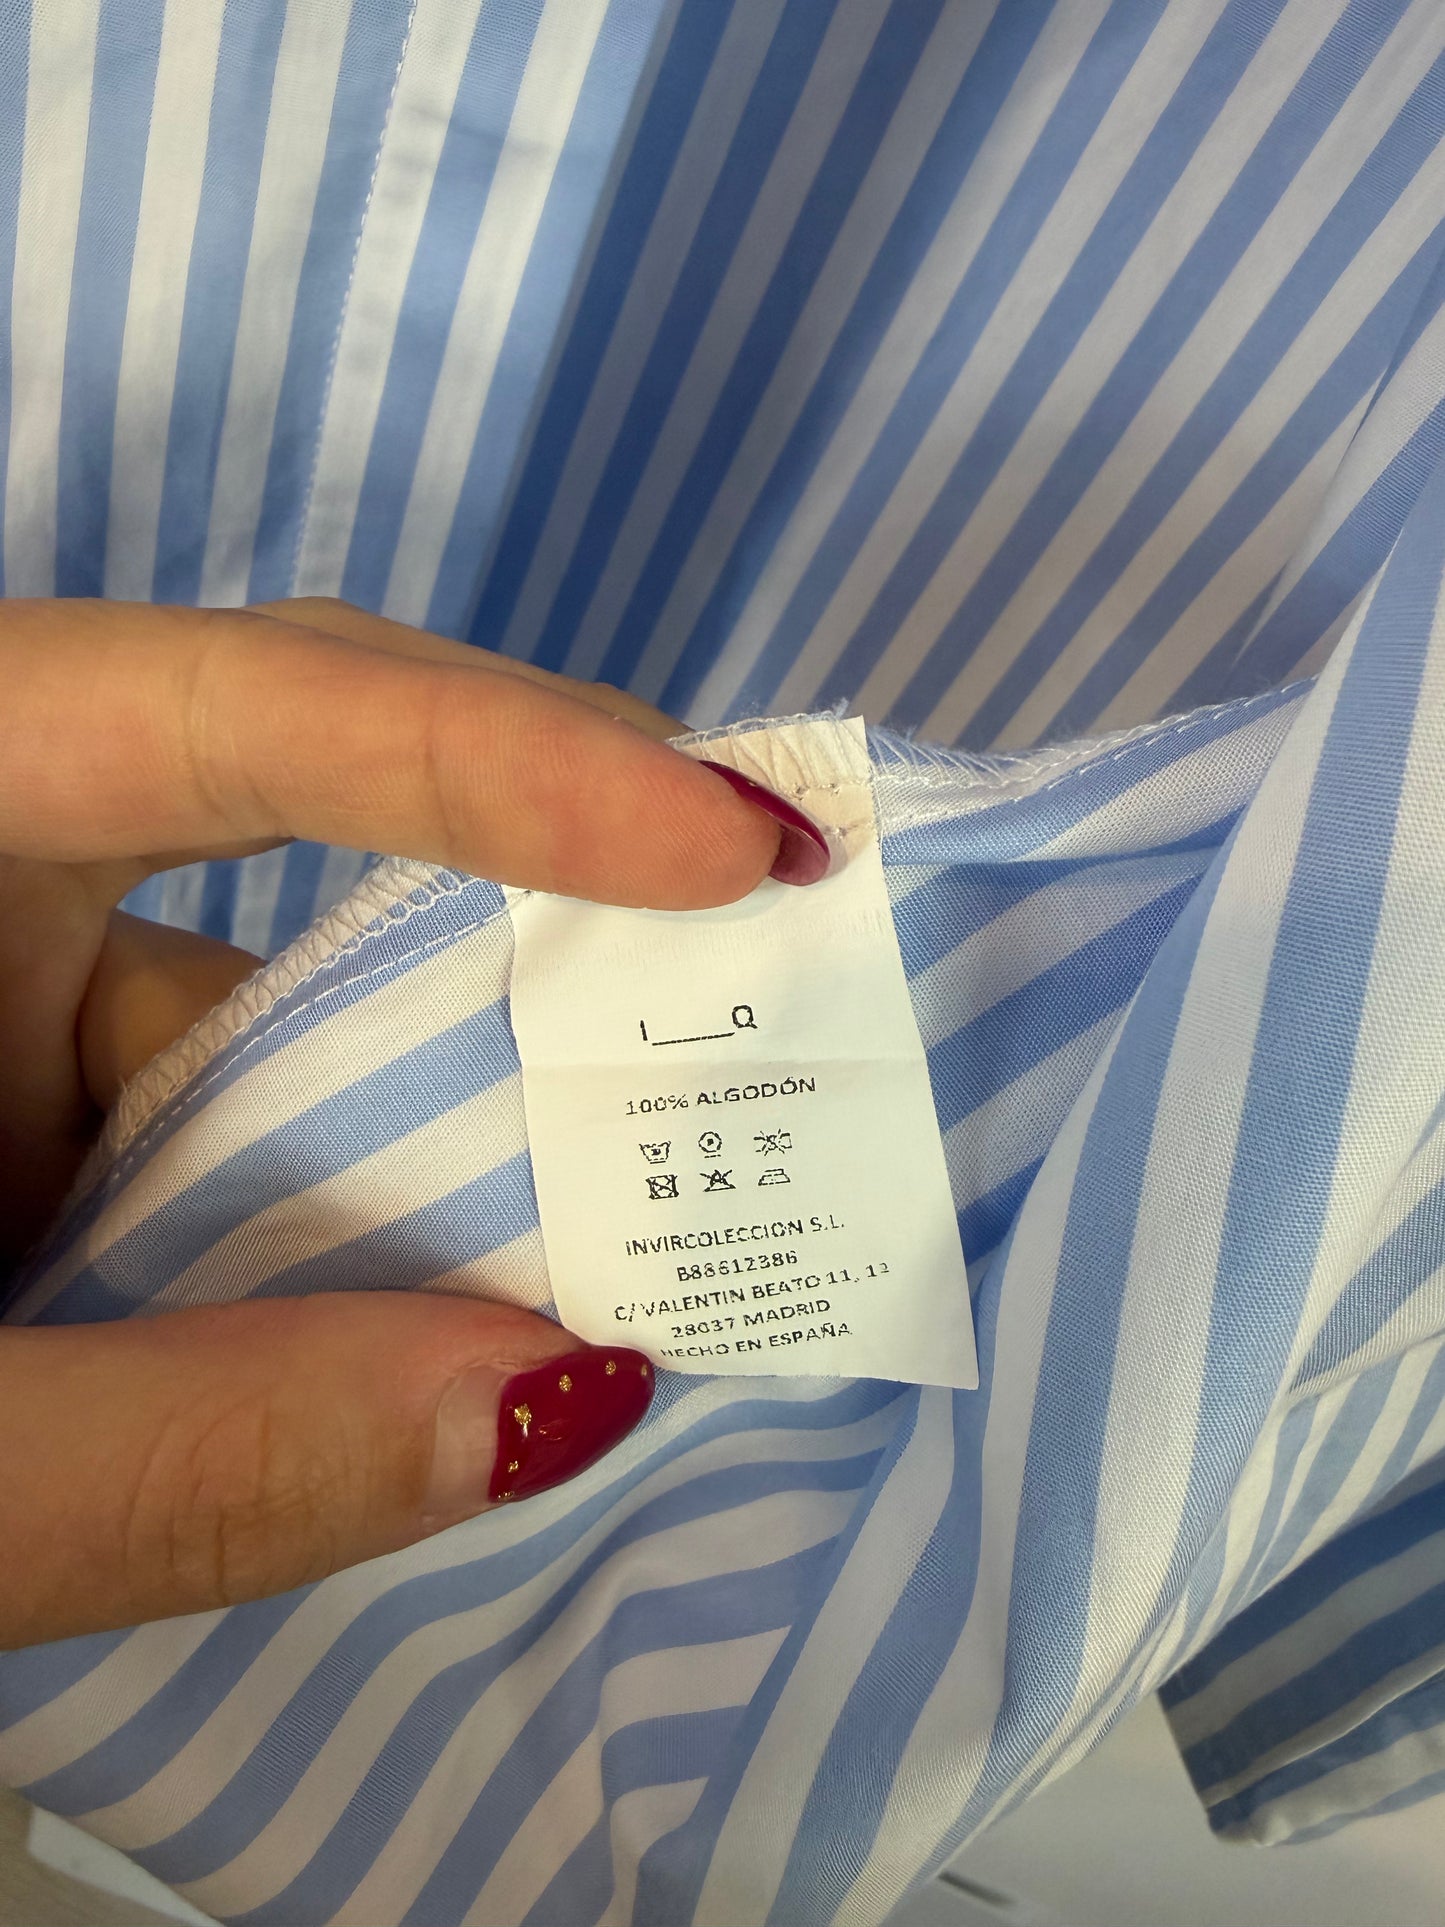 I____Q
100% ALGODÓN
INVIRCOLECCION S.L.
B88612386
C/ VALENTIN BEATO 11, 1º
28037 MADRID
HECHO EN ESPAÑA